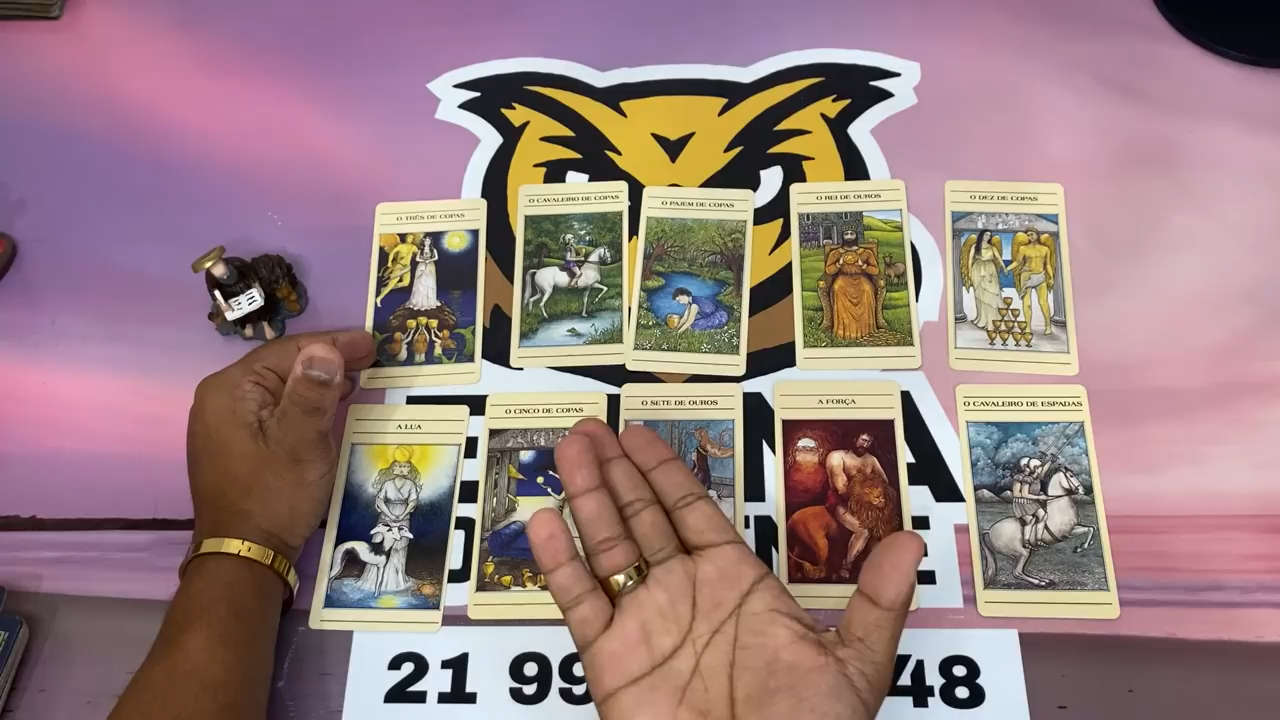 O TRÊS DE COPAS
O CAVALEIRO DE COPAS
O PAJEM DE COPAS
O REI DE OUROS
O DEZ DE COPAS
A LUA
O CINCO DE COPAS
O SETE DE OUROS
A FORÇA
O CAVALEIRO DE ESPADAS
21 99 48